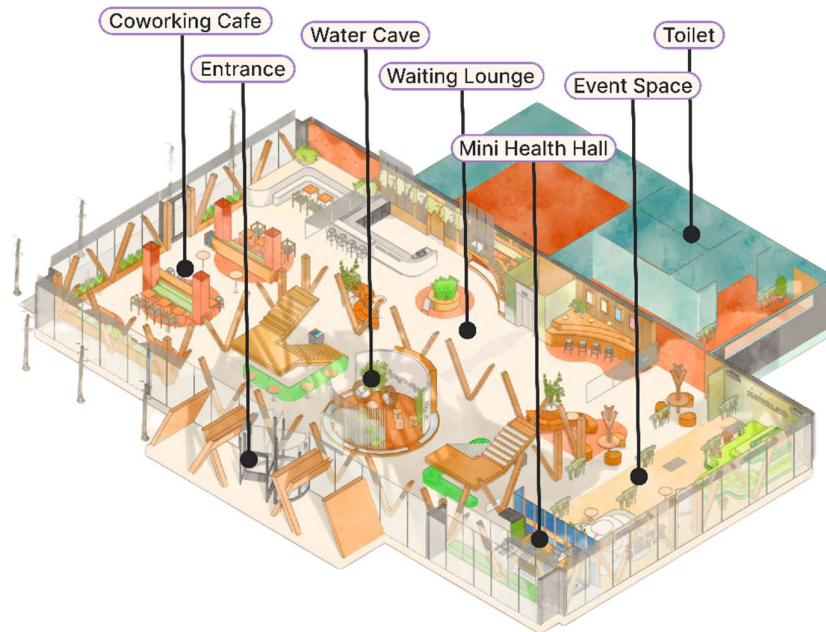 Coworking Cafe
Water Cave
Toilet
Entrance
Waiting Lounge
Event Space
Mini Health Hall